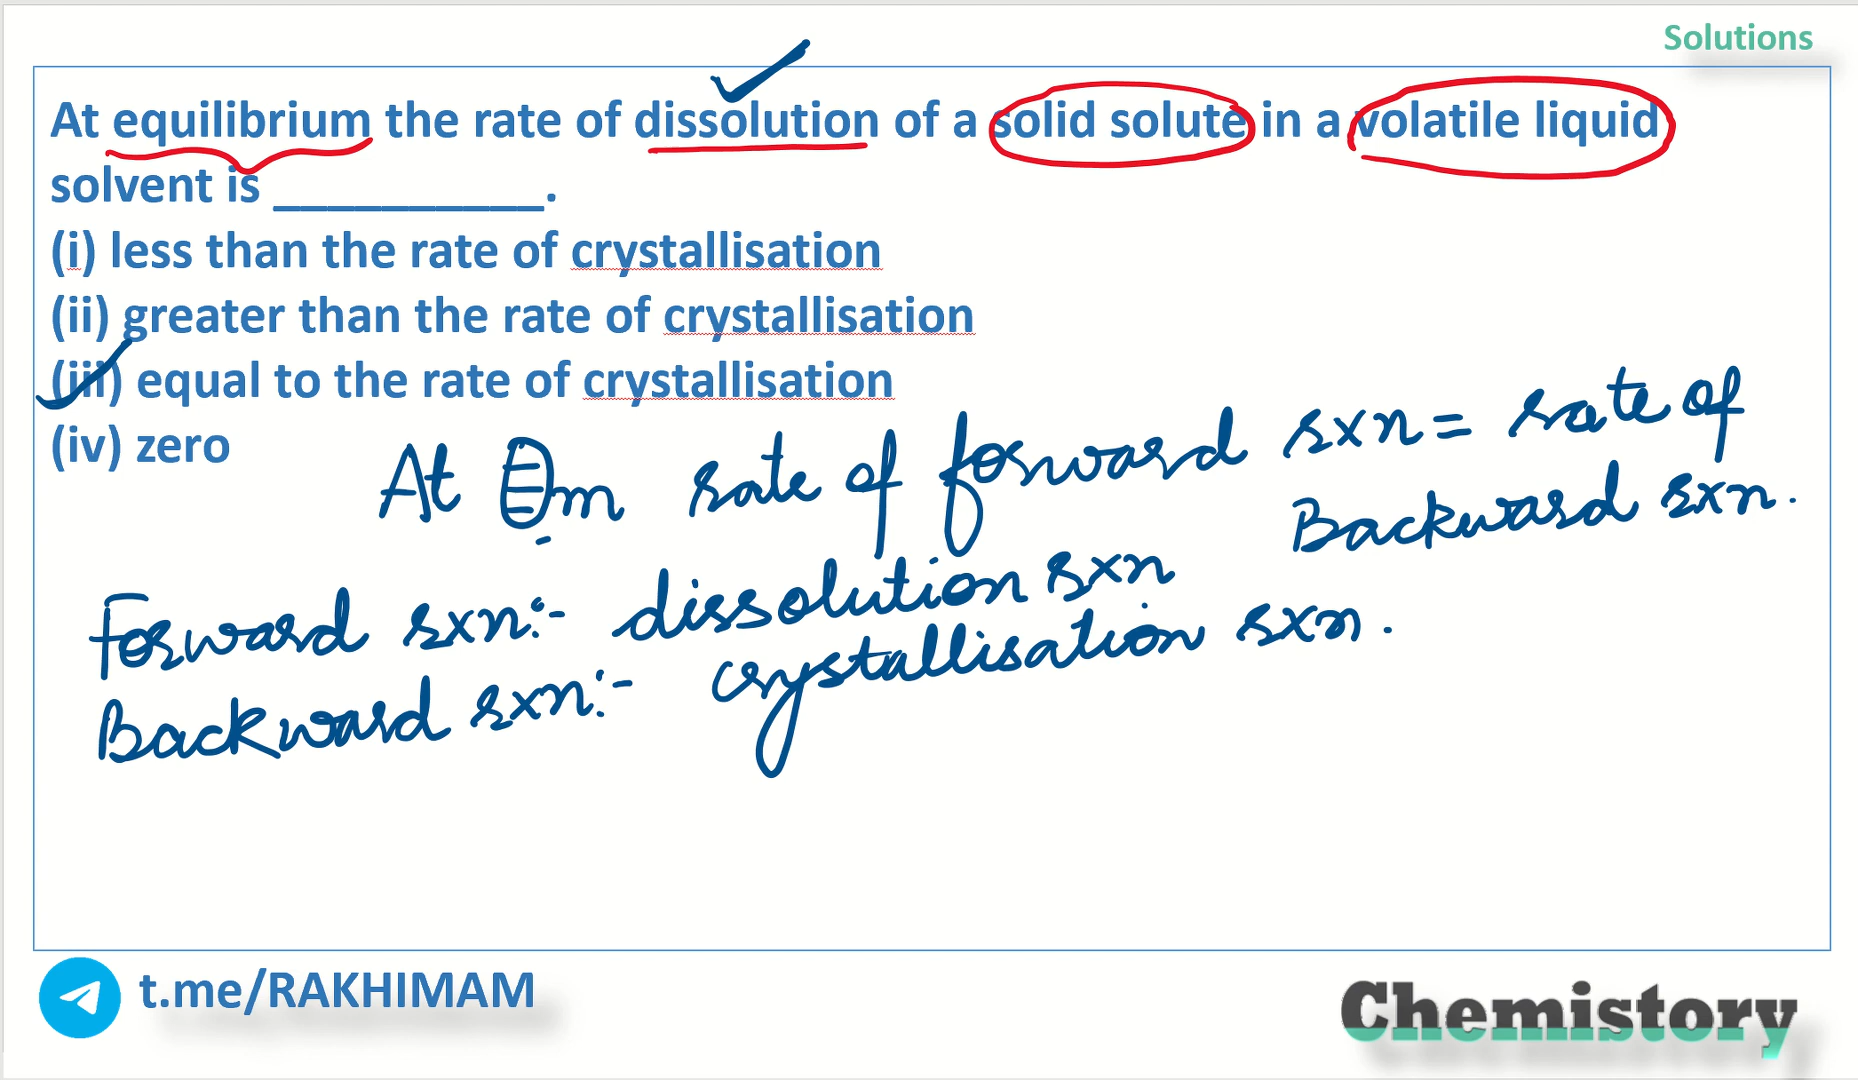 Solutions
At equilibrium the rate of dissolution of a solid solute in a volatile liquid
solvent is __________.
(i) less than the rate of crystallisation
(ii) greater than the rate of crystallisation
(iii) equal to the rate of crystallisation
(iv) zero
At Eqm rate of forward rxn = rate of
Backward rxn.
Forward rxn:- dissolution rxn
Backward rxn:- crystallisation rxn.
t.me/RAKHIMAM
Chemistory